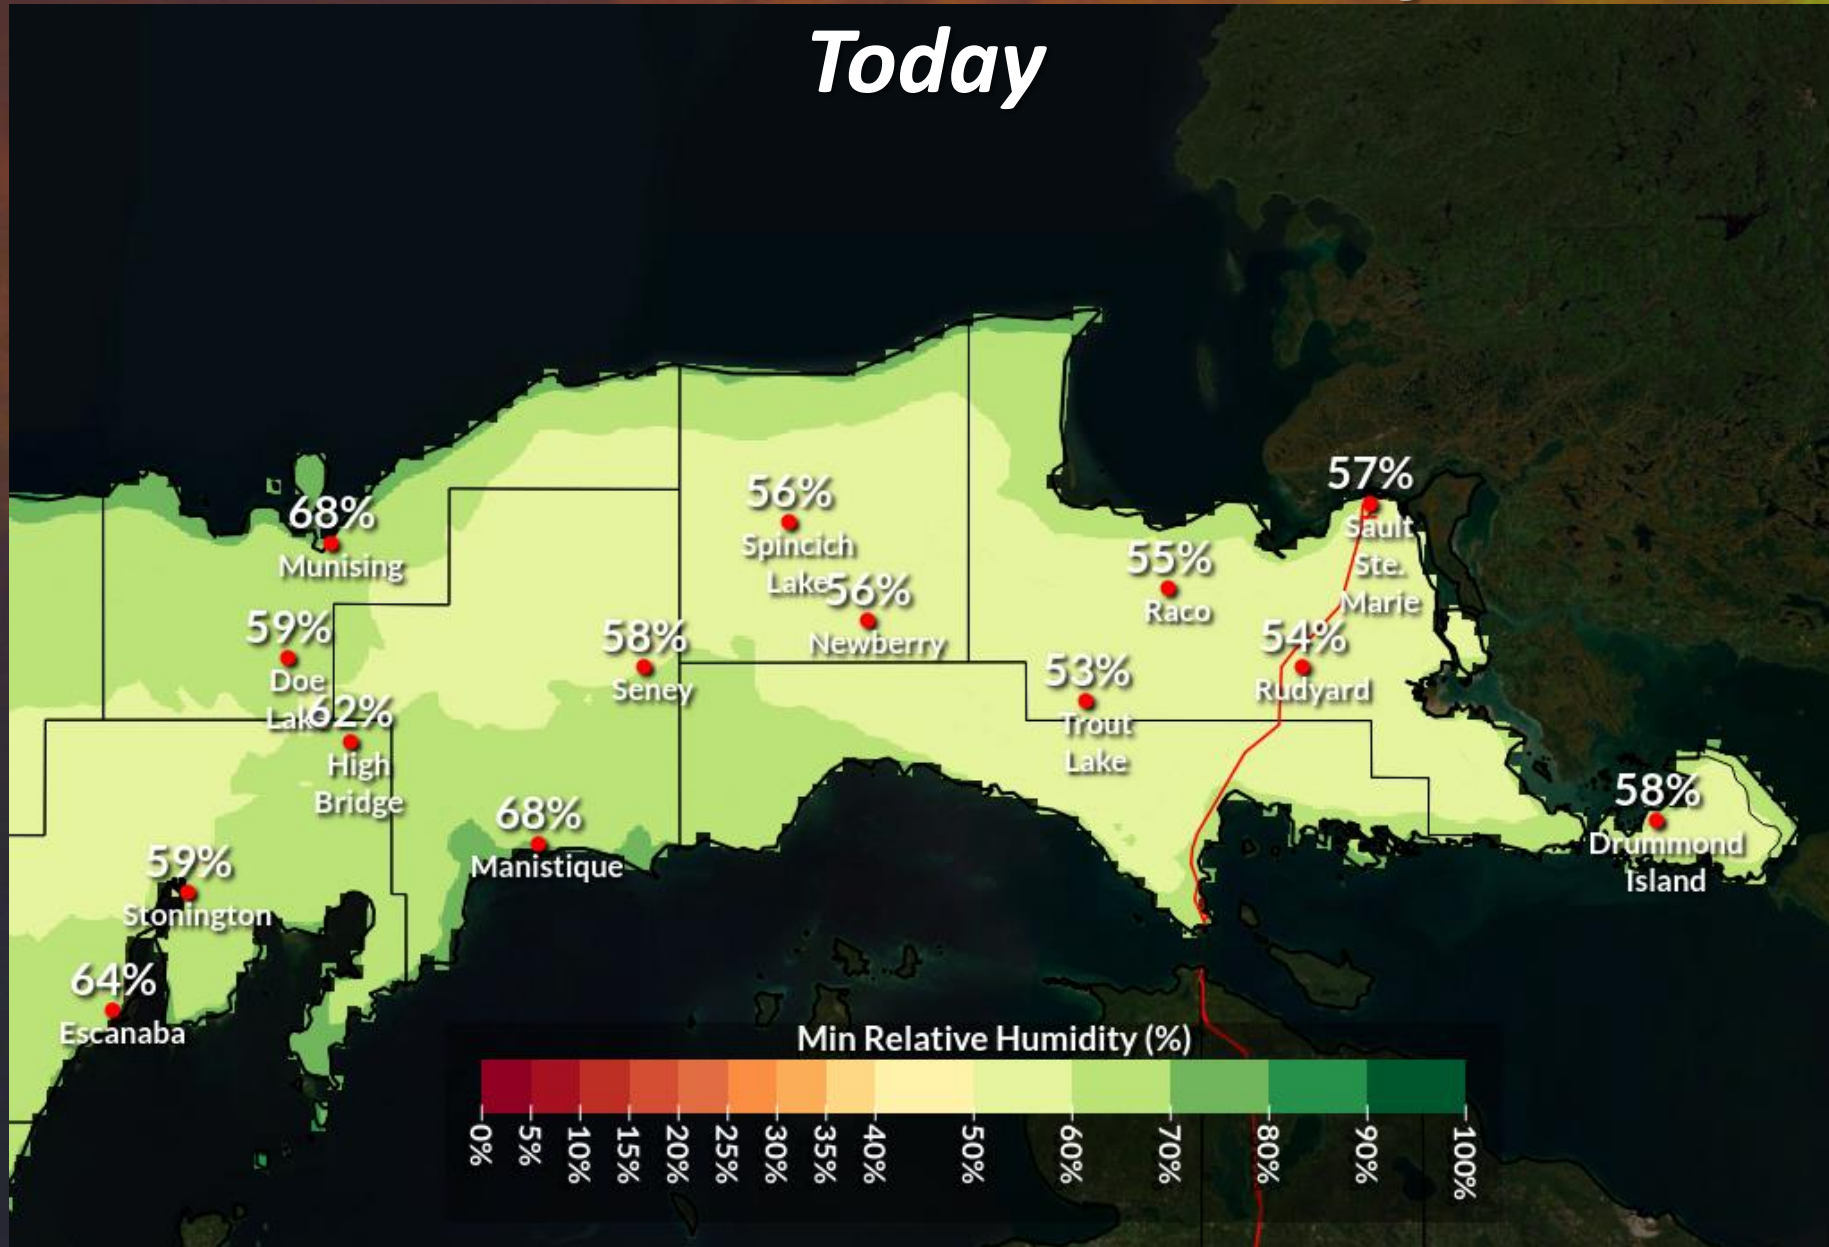 Today
57%
Sault
Ste.
Marie
56%
Spincich
Lake
68%
Munising
55%
Raco
56%
Newberry
59%
Doe
Lake
58%
Seney
54%
Rudyard
53%
Trout
Lake
62%
High
Bridge
58%
Drummond
Island
68%
Manistique
59%
Stonington
64%
Escanaba
Min Relative Humidity (%)
0%
5%
10%
15%
20%
25%
30%
35%
40%
50%
60%
70%
80%
90%
100%